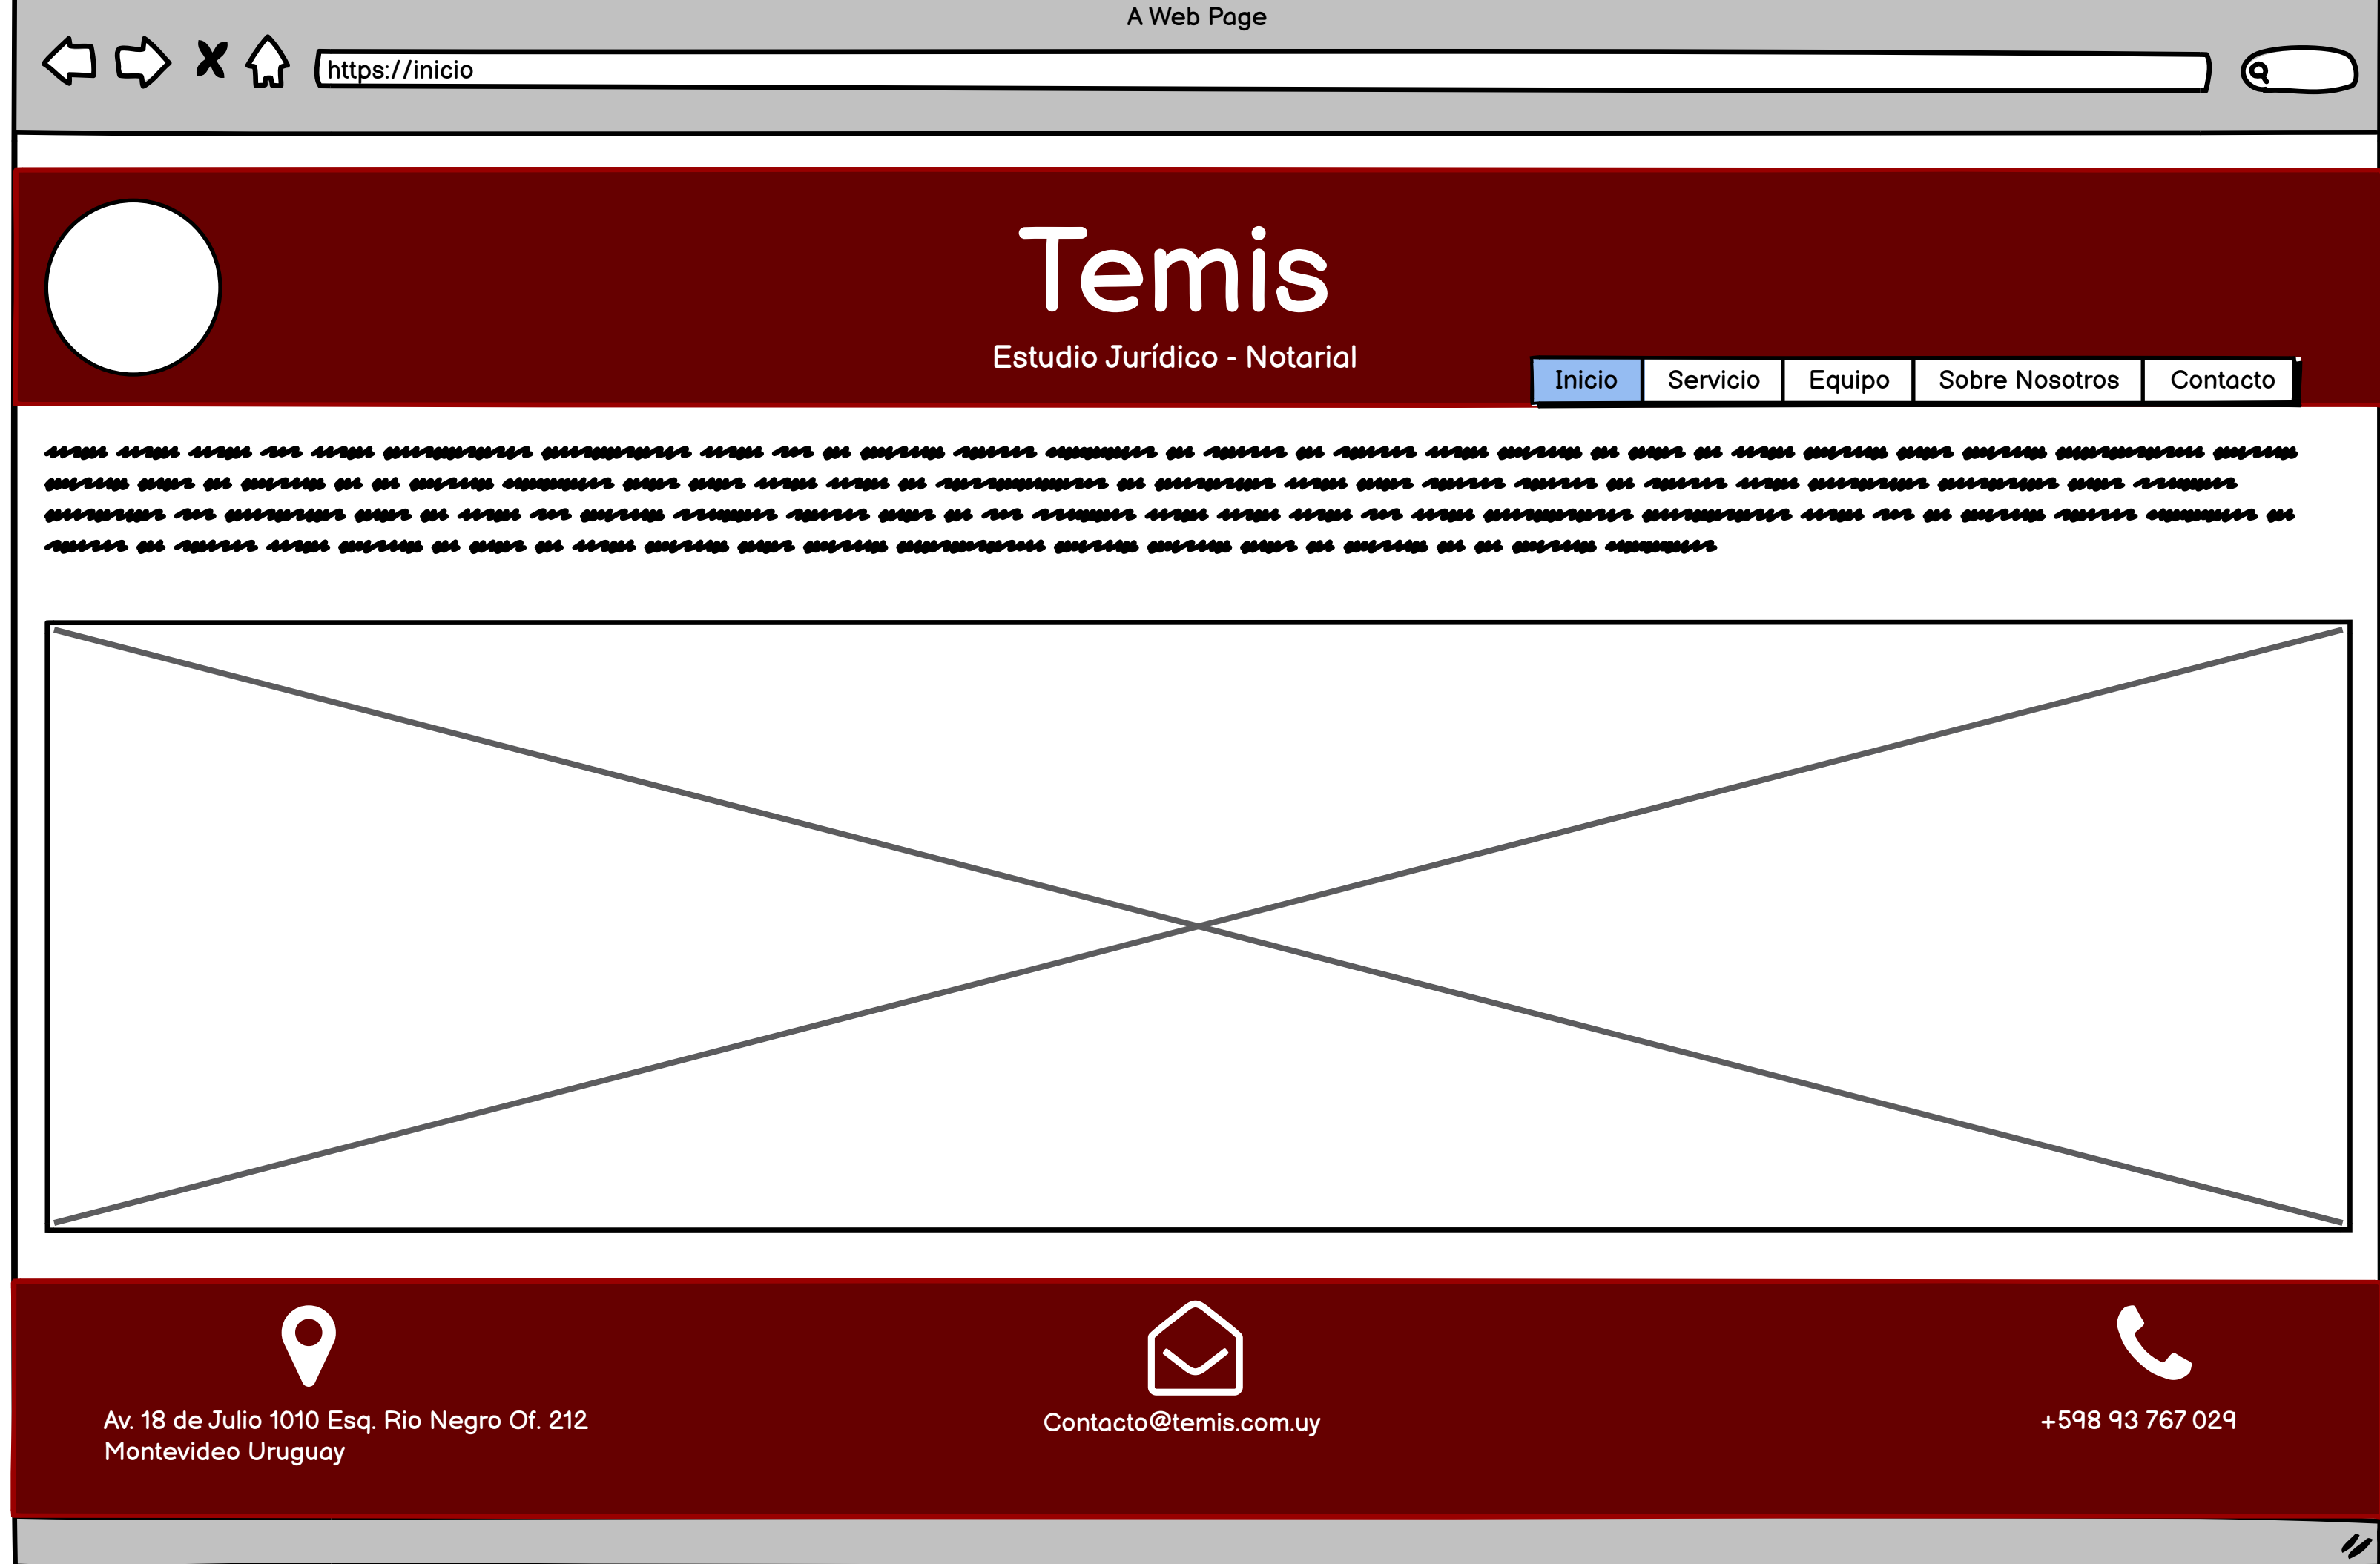 A Web Page
https://inicio
Temis
Estudio Jurídico - Notarial
Inicio Servicio Equipo Sobre Nosotros Contacto
Av. 18 de Julio 1010 Esq. Rio Negro Of. 212
Montevideo Uruguay
Contacto@temis.com.uy
+598 93 767 029